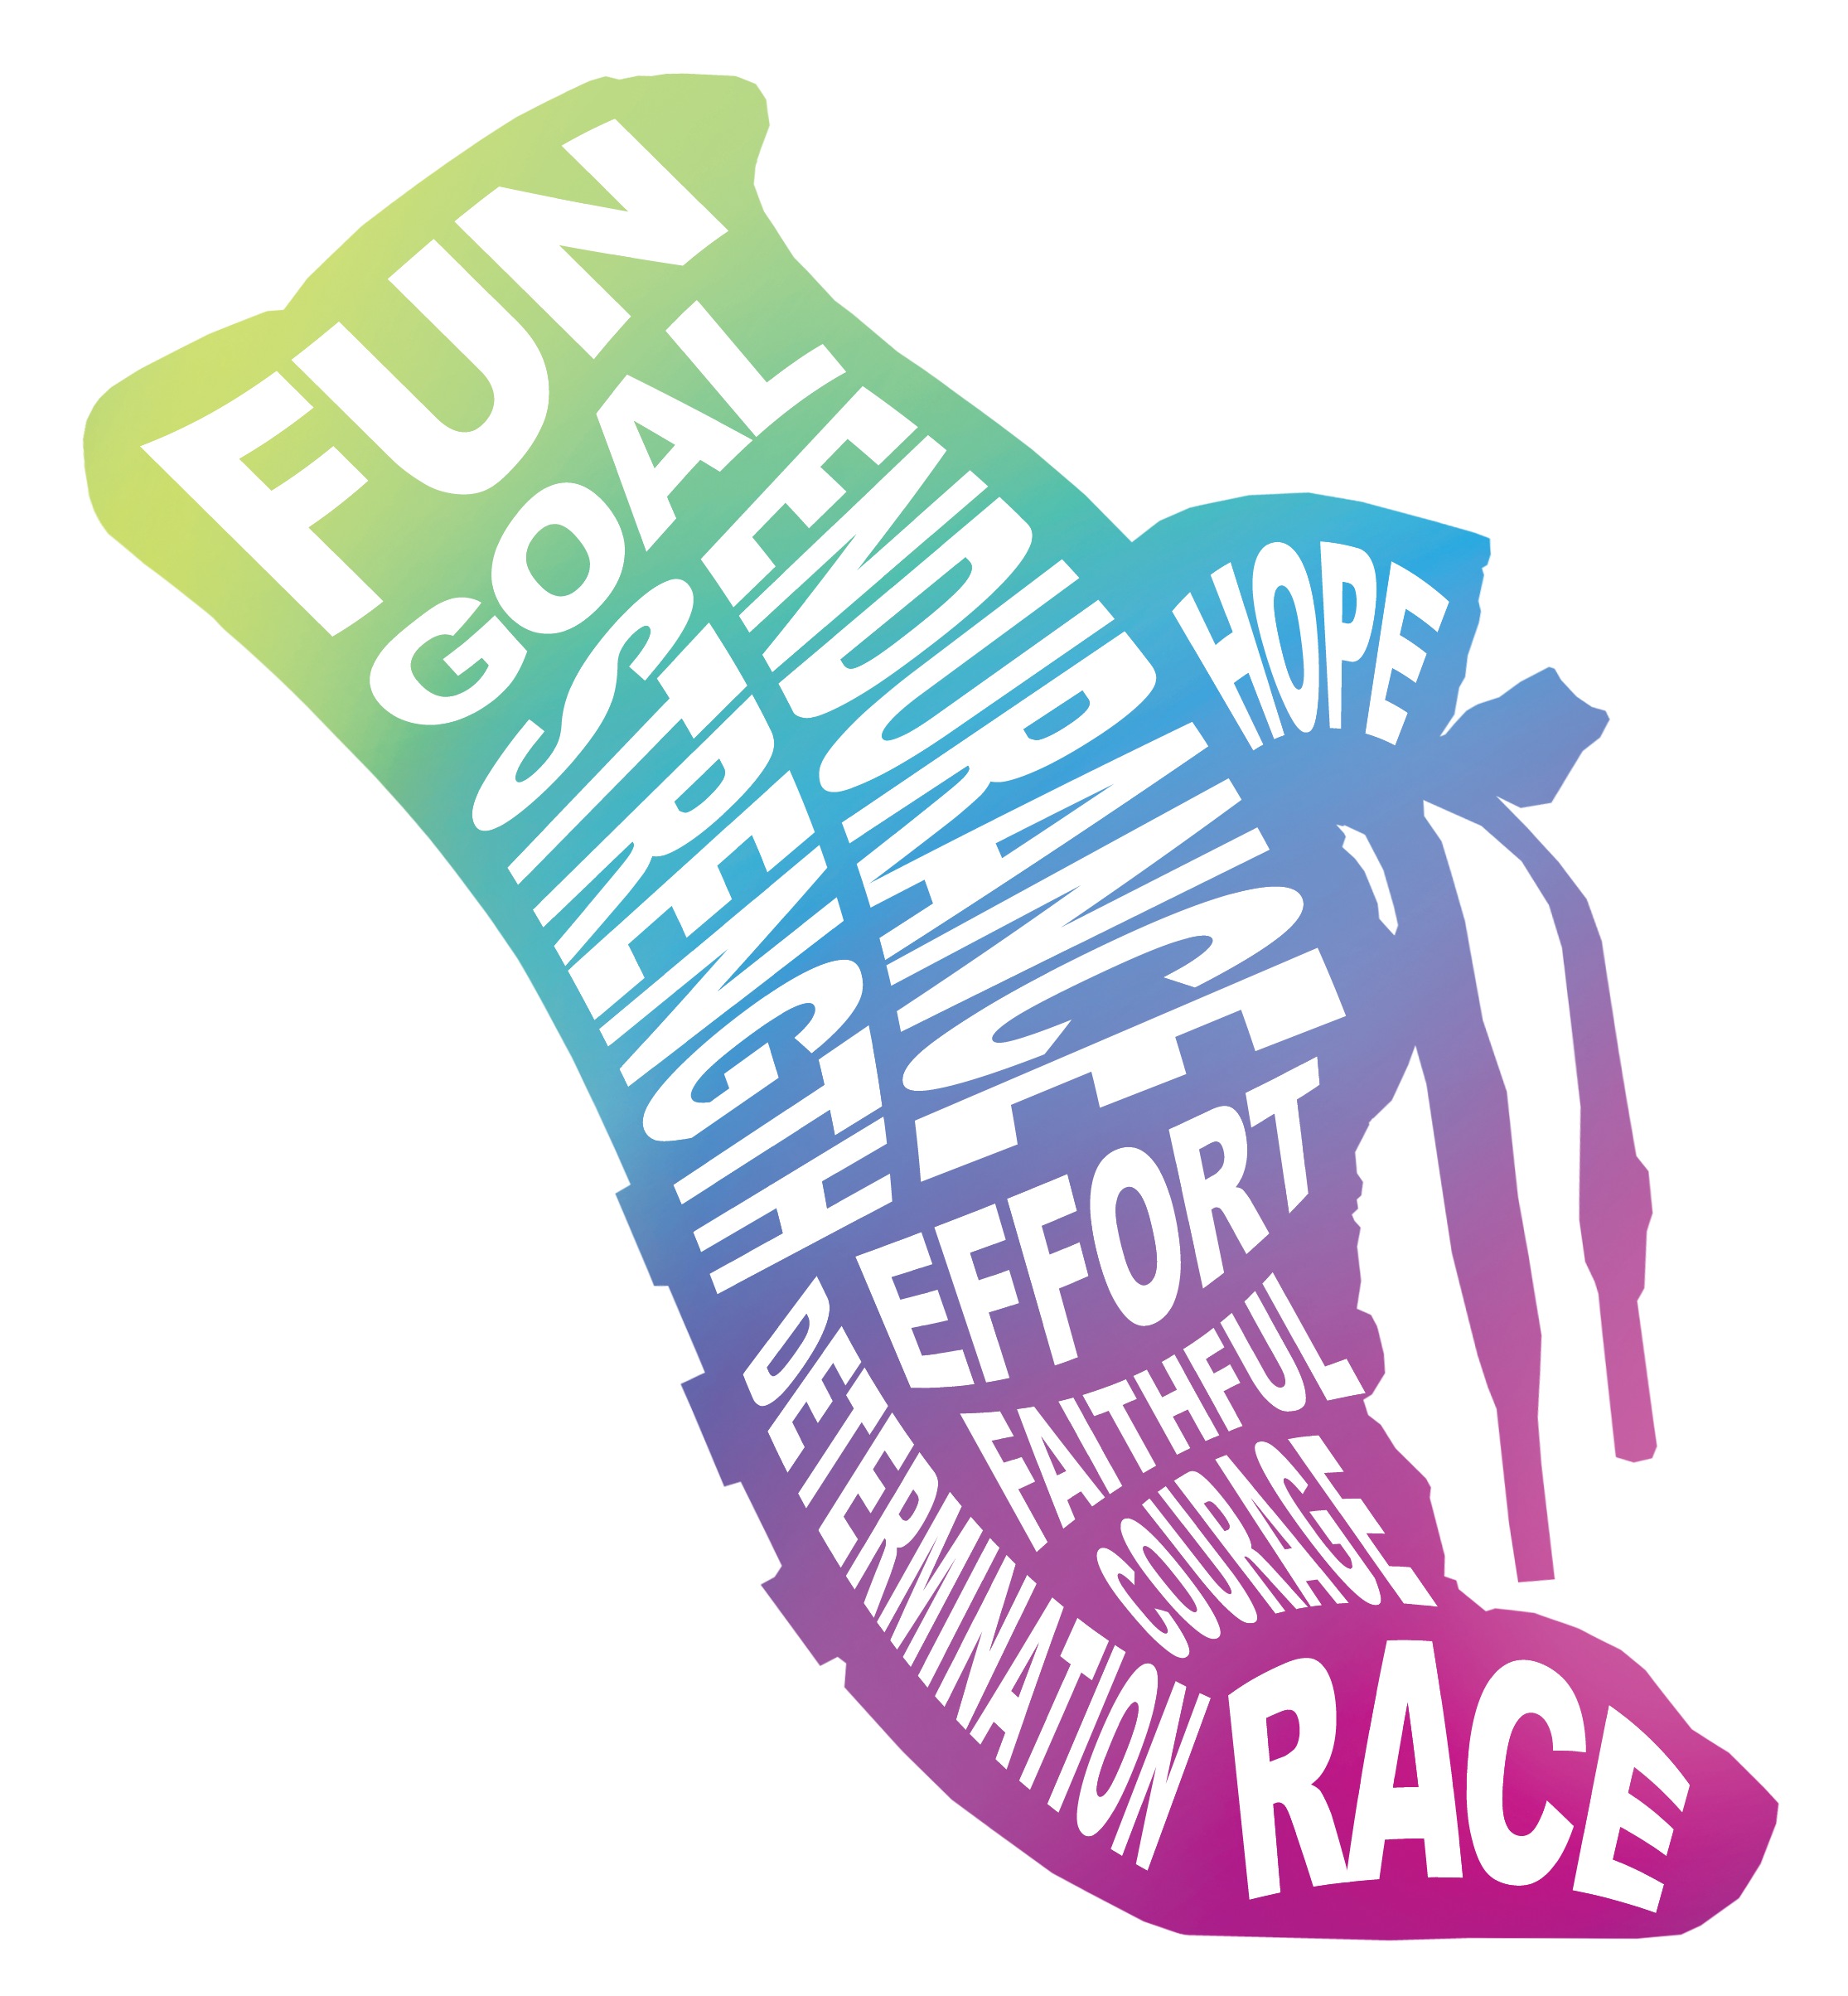 FUN
GOAL
STRENGTH
ENDURANCE
HOPE
EFFORT
FAITHFUL
COURAGE
DETERMINATION
RACE